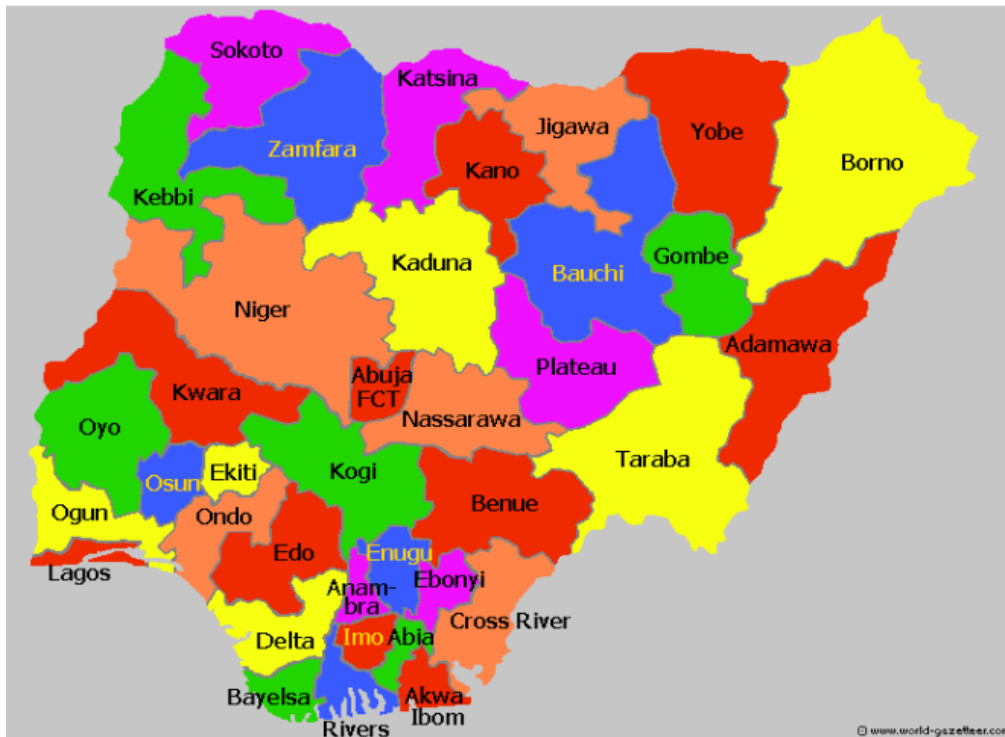 Sokoto
Katsina
Zamfara
Jigawa
Yobe
Kano
Borno
Kebbi
Kaduna
Gombe
Bauchi
Niger
Adamawa
Plateau
Abuja
FCT
Kwara
Nassarawa
Oyo
Taraba
Kogi
Osun
Ekiti
Benue
Ogun
Ondo
Edo
Enugu
Lagos
Ebonyi
Anam-
bra
Cross River
Delta
Imo
Abia
Bayelsa
Akwa
Ibom
Rivers
© www.world-gazetteer.com